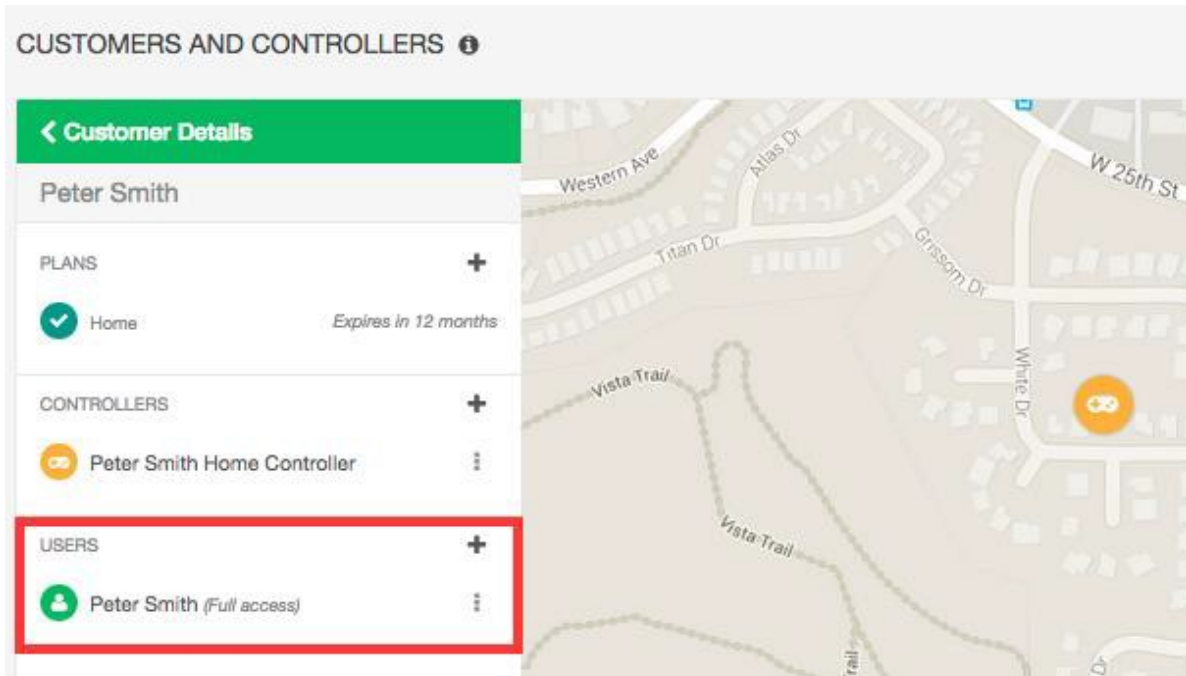 CUSTOMERS AND CONTROLLERS
Customer Details
Peter Smith
PLANS
Home Expires in 12 months
CONTROLLERS
Peter Smith Home Controller
USERS
Peter Smith (Full access)
Western Ave
Atlas Dr
W 25th St
Titan Dr
Grissom Dr
Vista Trail
White Dr
Vista Trail
rail
Dr